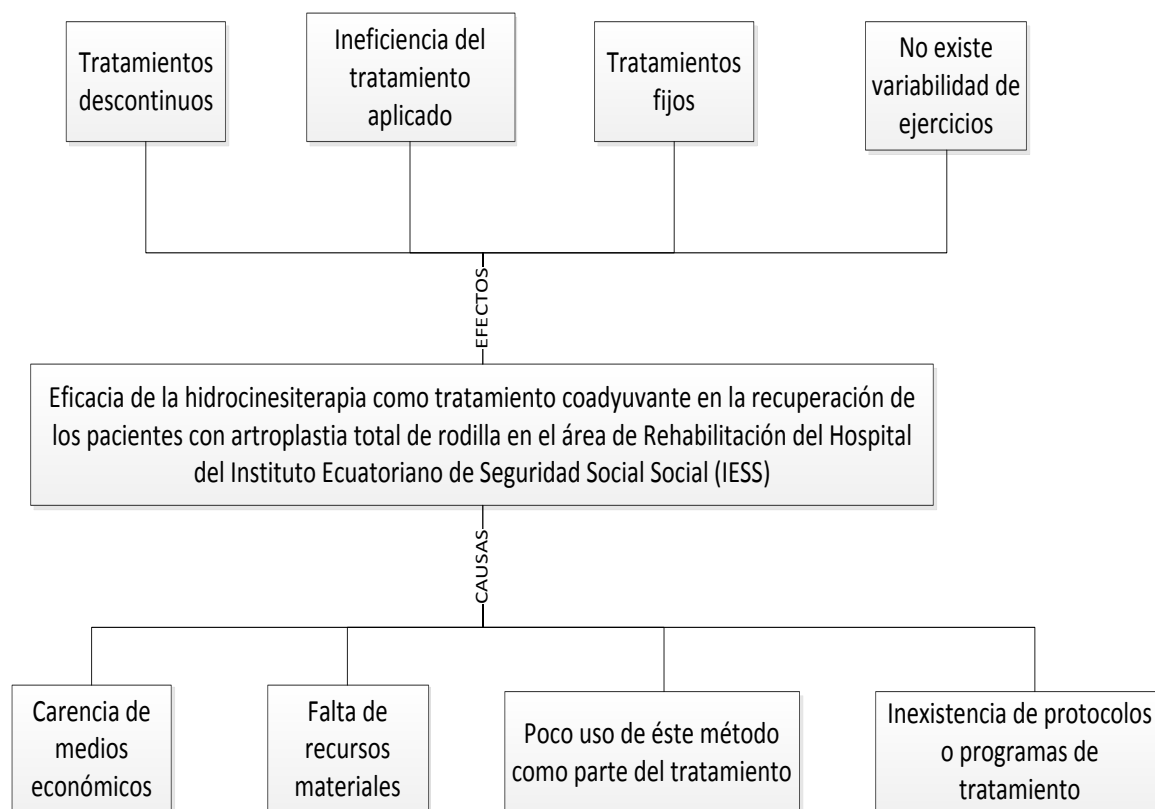 Tratamientos
descontinuos
Ineficiencia del
tratamiento
aplicado
Tratamientos
fijos
No existe
variabilidad de
ejercicios
EFECTOS
Eficacia de la hidrocinesiterapia como tratamiento coadyuvante en la recuperación de
los pacientes con artroplastia total de rodilla en el área de Rehabilitación del Hospital
del Instituto Ecuatoriano de Seguridad Social Social (IESS)
CAUSAS
Carencia de
medios
económicos
Falta de
recursos
materiales
Poco uso de éste método
como parte del tratamiento
Inexistencia de protocolos
o programas de
tratamiento